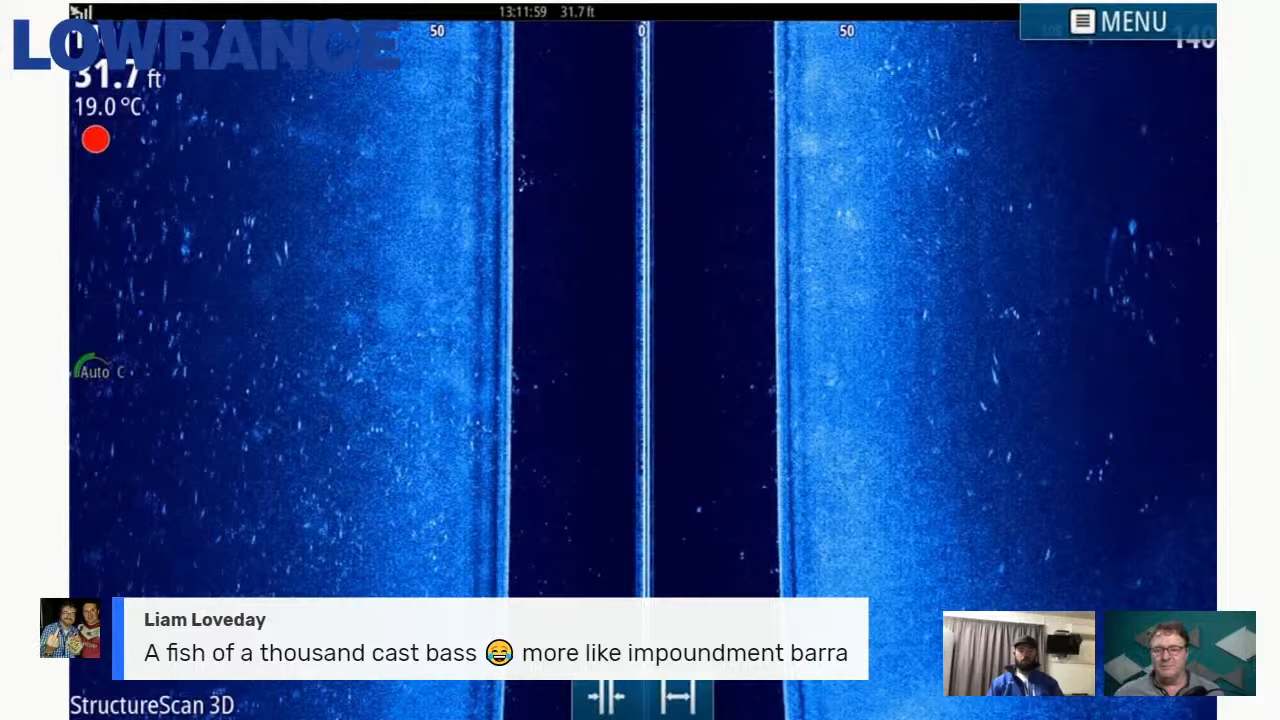 13:11:59 31.7 ft
MENU
LOWRANCE
50
0
50
140
31.7 ft
19.0 °C
Auto C
Liam Loveday
A fish of a thousand cast bass 😂 more like impoundment barra
StructureScan 3D